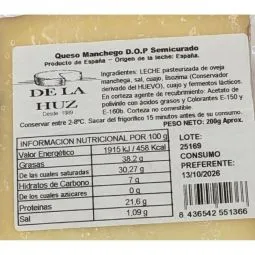 Queso Manchego D.O.P Semicurado
Producto de España - Origen de la leche: España.
DE LA
HUZ
Desde 1980
Ingredientes: LECHE pasteurizada de oveja
manchega, sal, cuajo, lisozima (Conservador
derivado del HUEVO), cuajo y fermentos lácticos.
En corteza agente de recubrimiento: Acetato de
polivinilo con ácidos grasos y Colorantes E-150 y
E-160b. Corteza no comestible.
Conservar entre 2-8ºC. Sacar del frigorífico 15 minutos antes de su consumo.
PESO NETO: 200g Aprox.
INFORMACION NUTRICIONAL POR 100 g
Valor Energético 1915 kJ / 458 Kcal
Grasas 38,2 g
De las cuales saturadas 30,27 g
Hidratos de Carbono 7 g
De los cuales azúcares 0 g
Proteinas 21,6 g
Sal 1,09 g
LOTE:
25169
CONSUMO
PREFERENTE:
13/10/2026
8 436542 551366